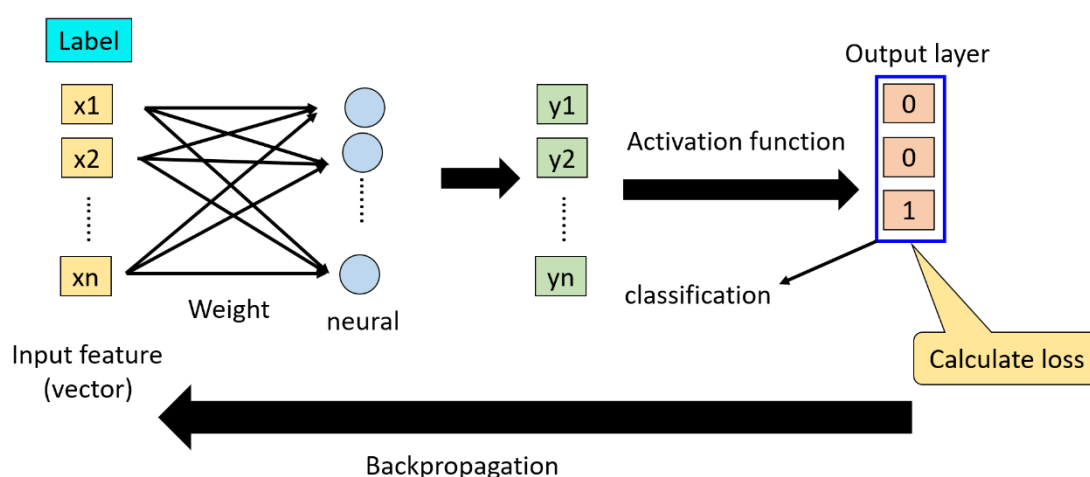 Label
Output layer
x1
y1
0
x2
y2
Activation function
0
1
xn
yn
Weight
neural
classification
Input feature
(vector)
Calculate loss
Backpropagation